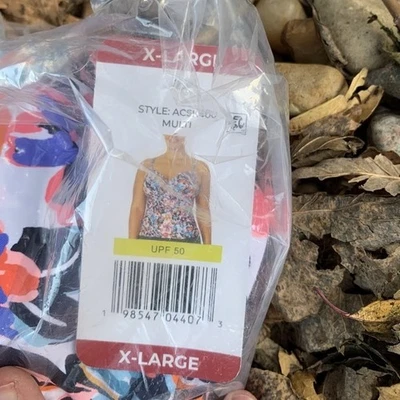 X-LARGE
STYLE:
MULTI
UPF 50
1 98547 04407 3
X-LARGE